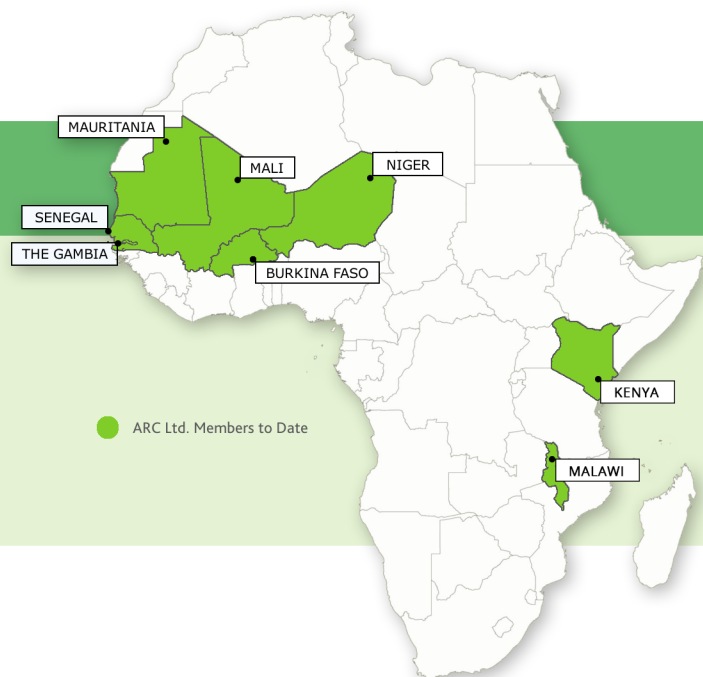 MAURITANIA
MALI
NIGER
SENEGAL
THE GAMBIA
BURKINA FASO
KENYA
ARC Ltd. Members to Date
MALAWI